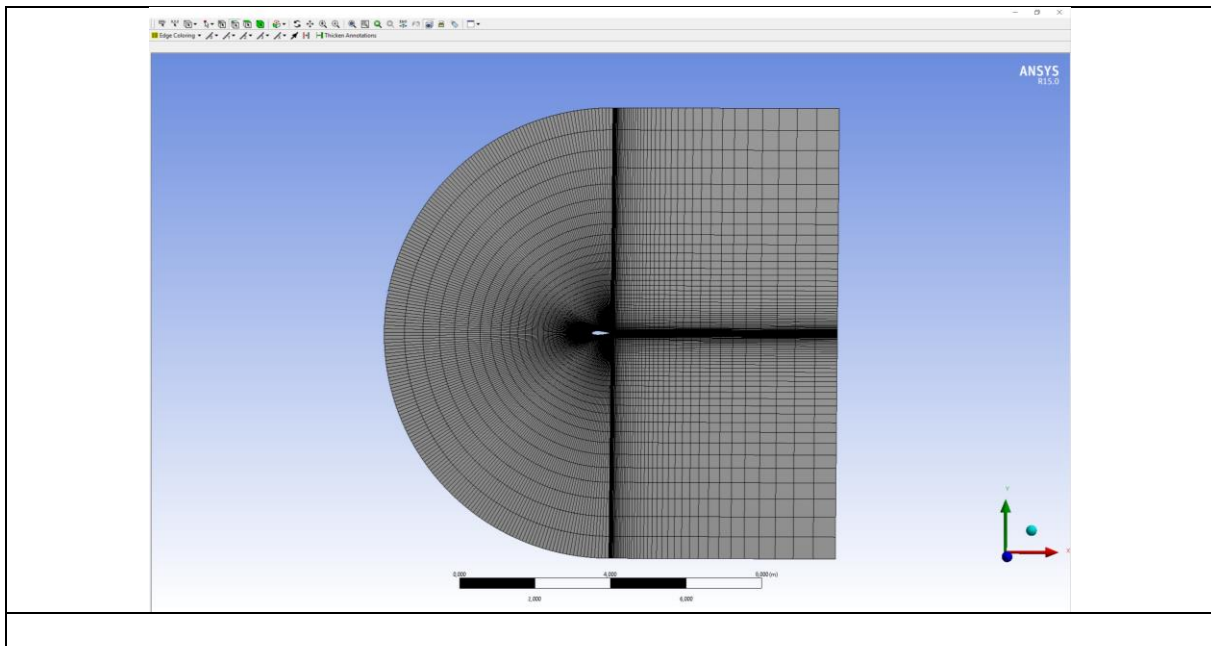 Edge Coloring
Thicken Annotations
ANSYS
R15.0
Y
X
0,000 4,000 8,000 (m)
2,000 6,000